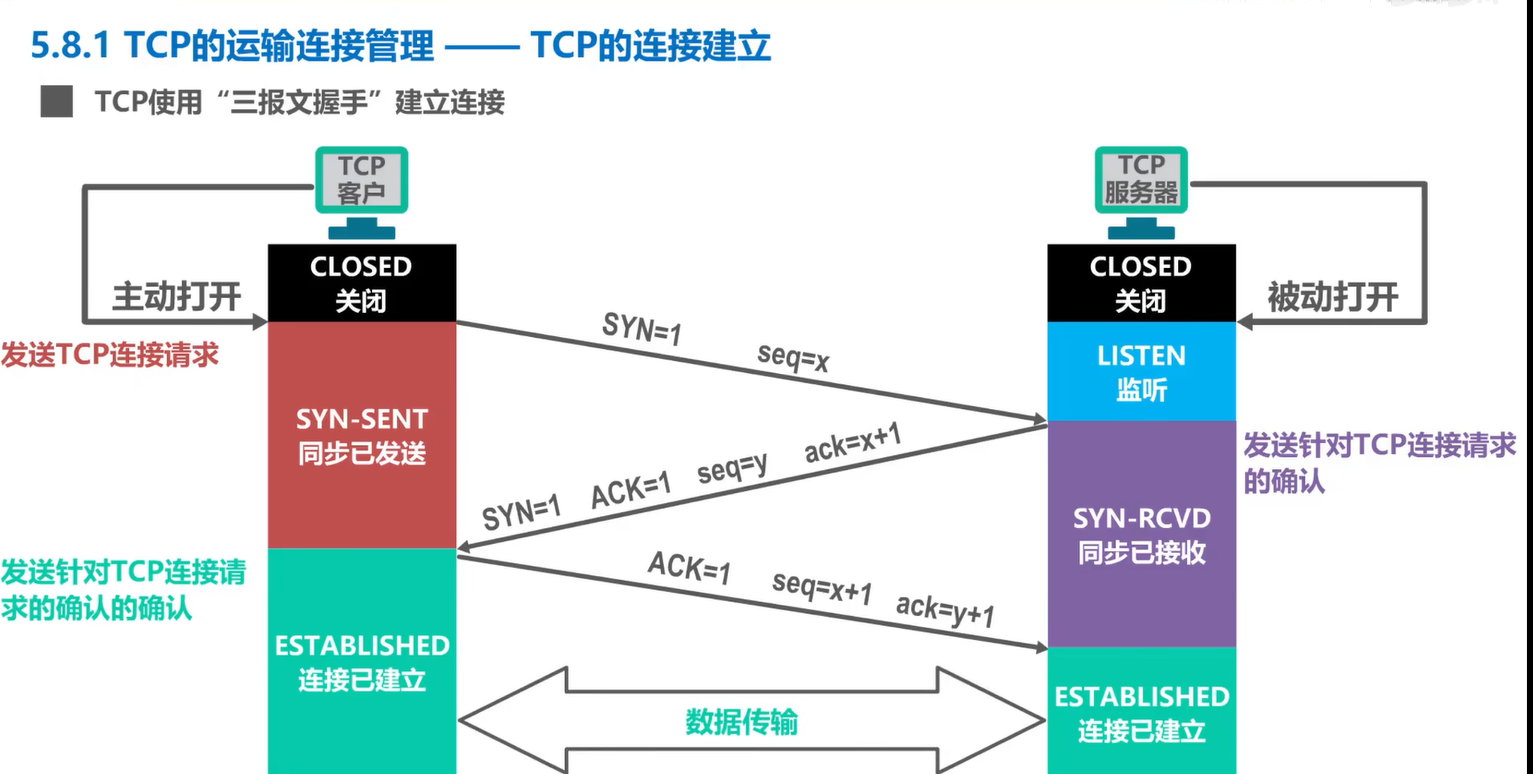 5.8.1 TCP的运输连接管理 —— TCP的连接建立
TCP使用“三报文握手”建立连接
TCP
客户
TCP
服务器
CLOSED
关闭
CLOSED
关闭
主动打开
被动打开
发送TCP连接请求
SYN=1 seq=x
LISTEN
监听
SYN-SENT
同步已发送
SYN=1 ACK=1 seq=y ack=x+1
发送针对TCP连接请求
的确认
SYN-RCVD
同步已接收
发送针对TCP连接请
求的确认的确认
ACK=1 seq=x+1 ack=y+1
ESTABLISHED
连接已建立
ESTABLISHED
连接已建立
数据传输